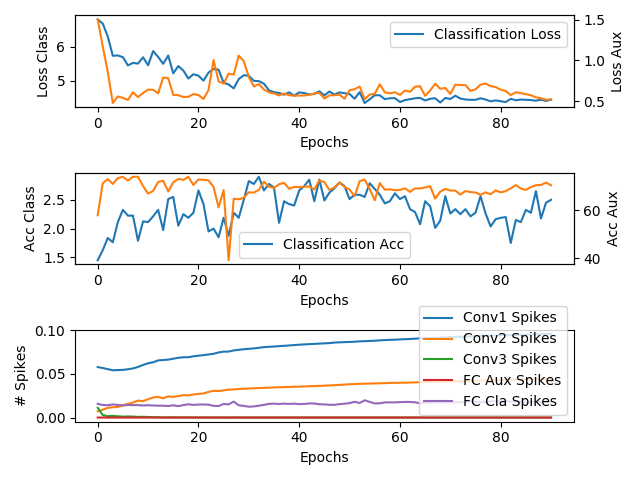 Loss Class
6
5
Classification Loss
1.5
1.0
0.5
Loss Aux
0 20 40 60 80
Epochs
Acc Class
2.5
2.0
1.5
Classification Acc
60
40
Acc Aux
0 20 40 60 80
Epochs
# Spikes
0.10
0.05
0.00
Conv1 Spikes
Conv2 Spikes
Conv3 Spikes
FC Aux Spikes
FC Cla Spikes
0 20 40 60 80
Epochs